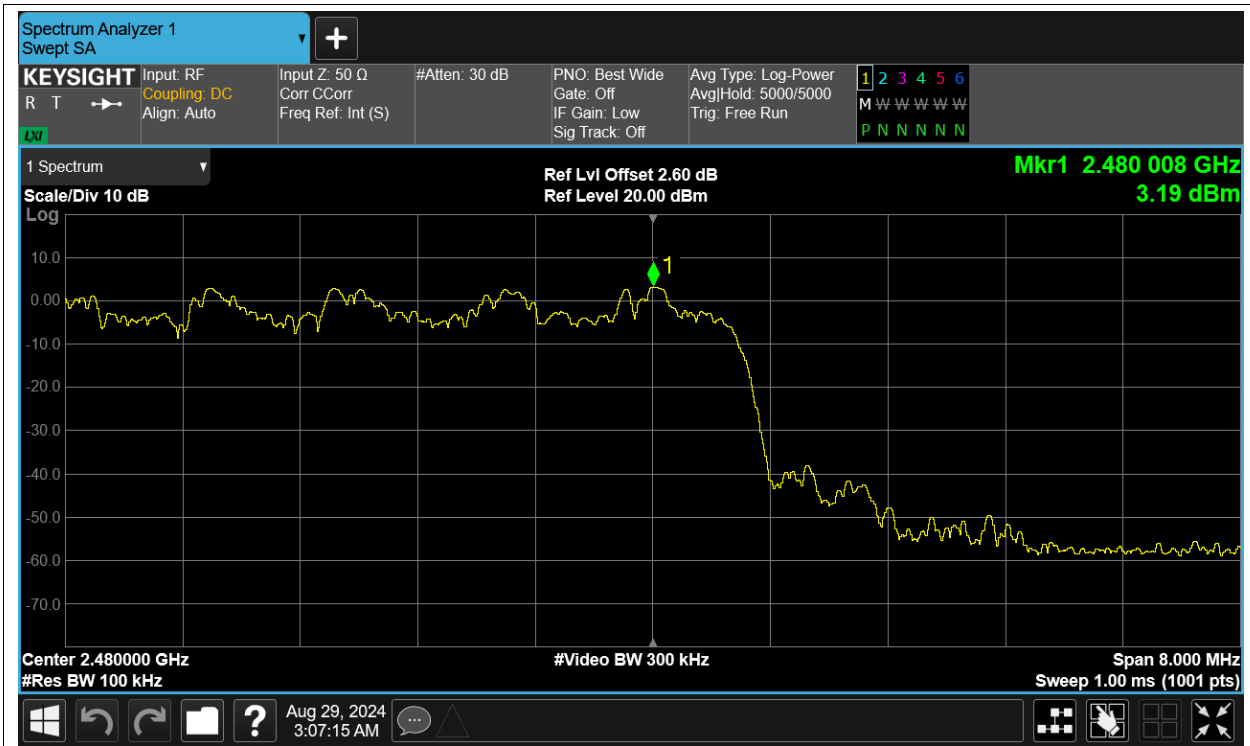 Spectrum Analyzer 1
Swept SA
KEYSIGHT
R T
LXI
Input: RF
Coupling: DC
Align: Auto
Input Z: 50 Ω
Corr CCorr
Freq Ref: Int (S)
#Atten: 30 dB
PNO: Best Wide
Gate: Off
IF Gain: Low
Sig Track: Off
Avg Type: Log-Power
Avg|Hold: 5000/5000
Trig: Free Run
1 2 3 4 5 6
M W W W W W
P N N N N N
1 Spectrum
Scale/Div 10 dB
Log
Ref Lvl Offset 2.60 dB
Ref Level 20.00 dBm
Mkr1 2.480 008 GHz
3.19 dBm
1
10.0
0.00
-10.0
-20.0
-30.0
-40.0
-50.0
-60.0
-70.0
Center 2.480000 GHz
#Res BW 100 kHz
#Video BW 300 kHz
Span 8.000 MHz
Sweep 1.00 ms (1001 pts)
?
Aug 29, 2024
3:07:15 AM